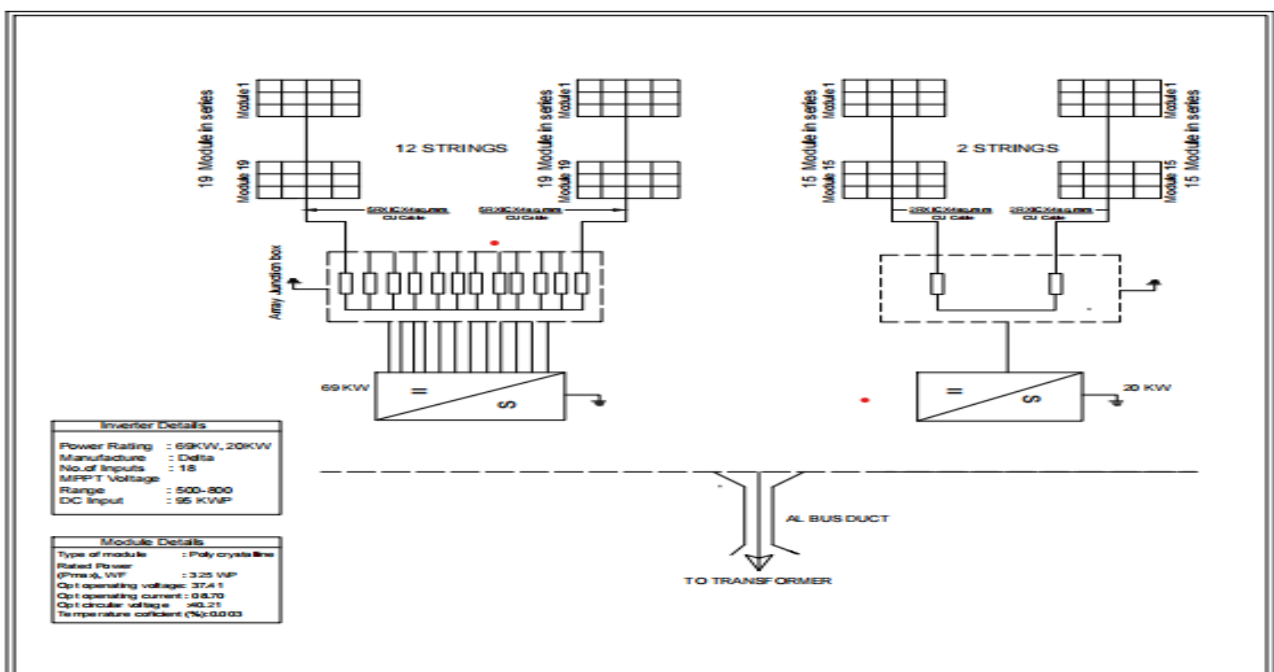 19 Module in series
Module 1
Module 19
12 STRINGS
19 Module in series
Module 1
Module 19
15 Module in series
Module 1
Module 15
2 STRINGS
Module 1
Module 15
15 Module in series
CU Cable
CU Cable
CU Cable
CU Cable
Array Junction box
69 KW
=
S
=
S
20 KW
Inverter Details
Power Rating : 69KW, 20KW
Manufacture : Delta
No.of Inputs : 18
MPPT Voltage
Range : 500-800
DC Input : 95 KWP
AL BUS DUCT
TO TRANSFORMER
Module Details
Type of module : Poly crystalline
Rated Power
(Pmax), WP : 325 WP
Opt operating voltage: 37.41
Opt operating current : 08.70
Opt circular voltage :40.21
Temperature coficient (%):0.003